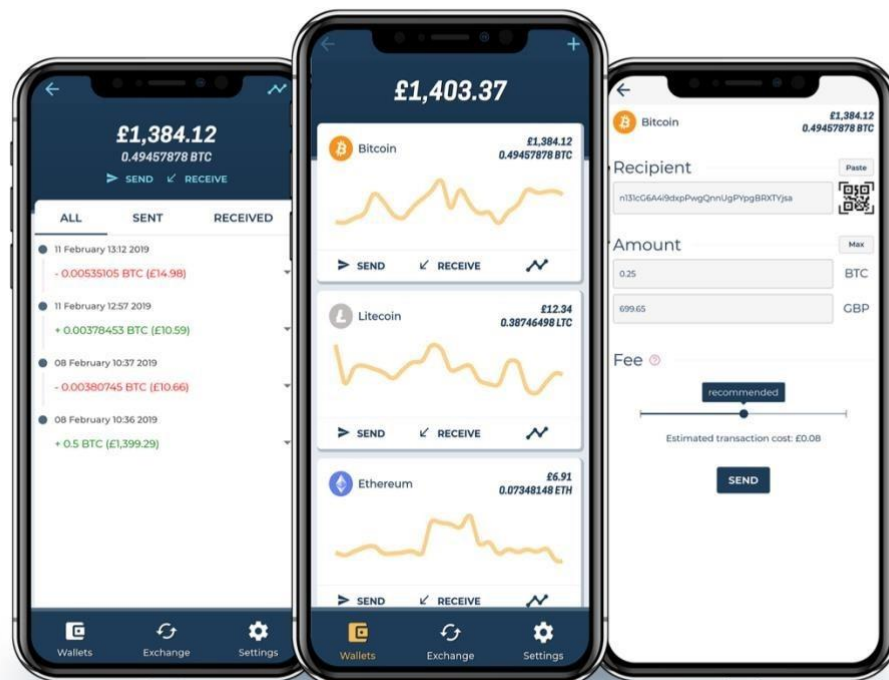 £1,384.12
0.49457878 BTC
SEND RECEIVE
ALL SENT RECEIVED
11 February 13:12 2019
- 0.00535105 BTC (£14.98)
11 February 12:57 2019
+ 0.00378453 BTC (£10.59)
08 February 10:37 2019
- 0.00380745 BTC (£10.66)
08 February 10:36 2019
+ 0.5 BTC (£1,399.29)
Wallets Exchange Settings
£1,403.37
Bitcoin £1,384.12
0.49457878 BTC
SEND RECEIVE
Litecoin £12.34
0.38746498 LTC
SEND RECEIVE
Ethereum £6.91
0.07348148 ETH
SEND RECEIVE
Wallets Exchange Settings
Bitcoin £1,384.12
0.49457878 BTC
Recipient Paste
n131cG6A4i9dxpPwgQnnUgPYpgBRXTYjsa
Amount Max
0.25 BTC
699.65 GBP
Fee ?
recommended
Estimated transaction cost: £0.08
SEND